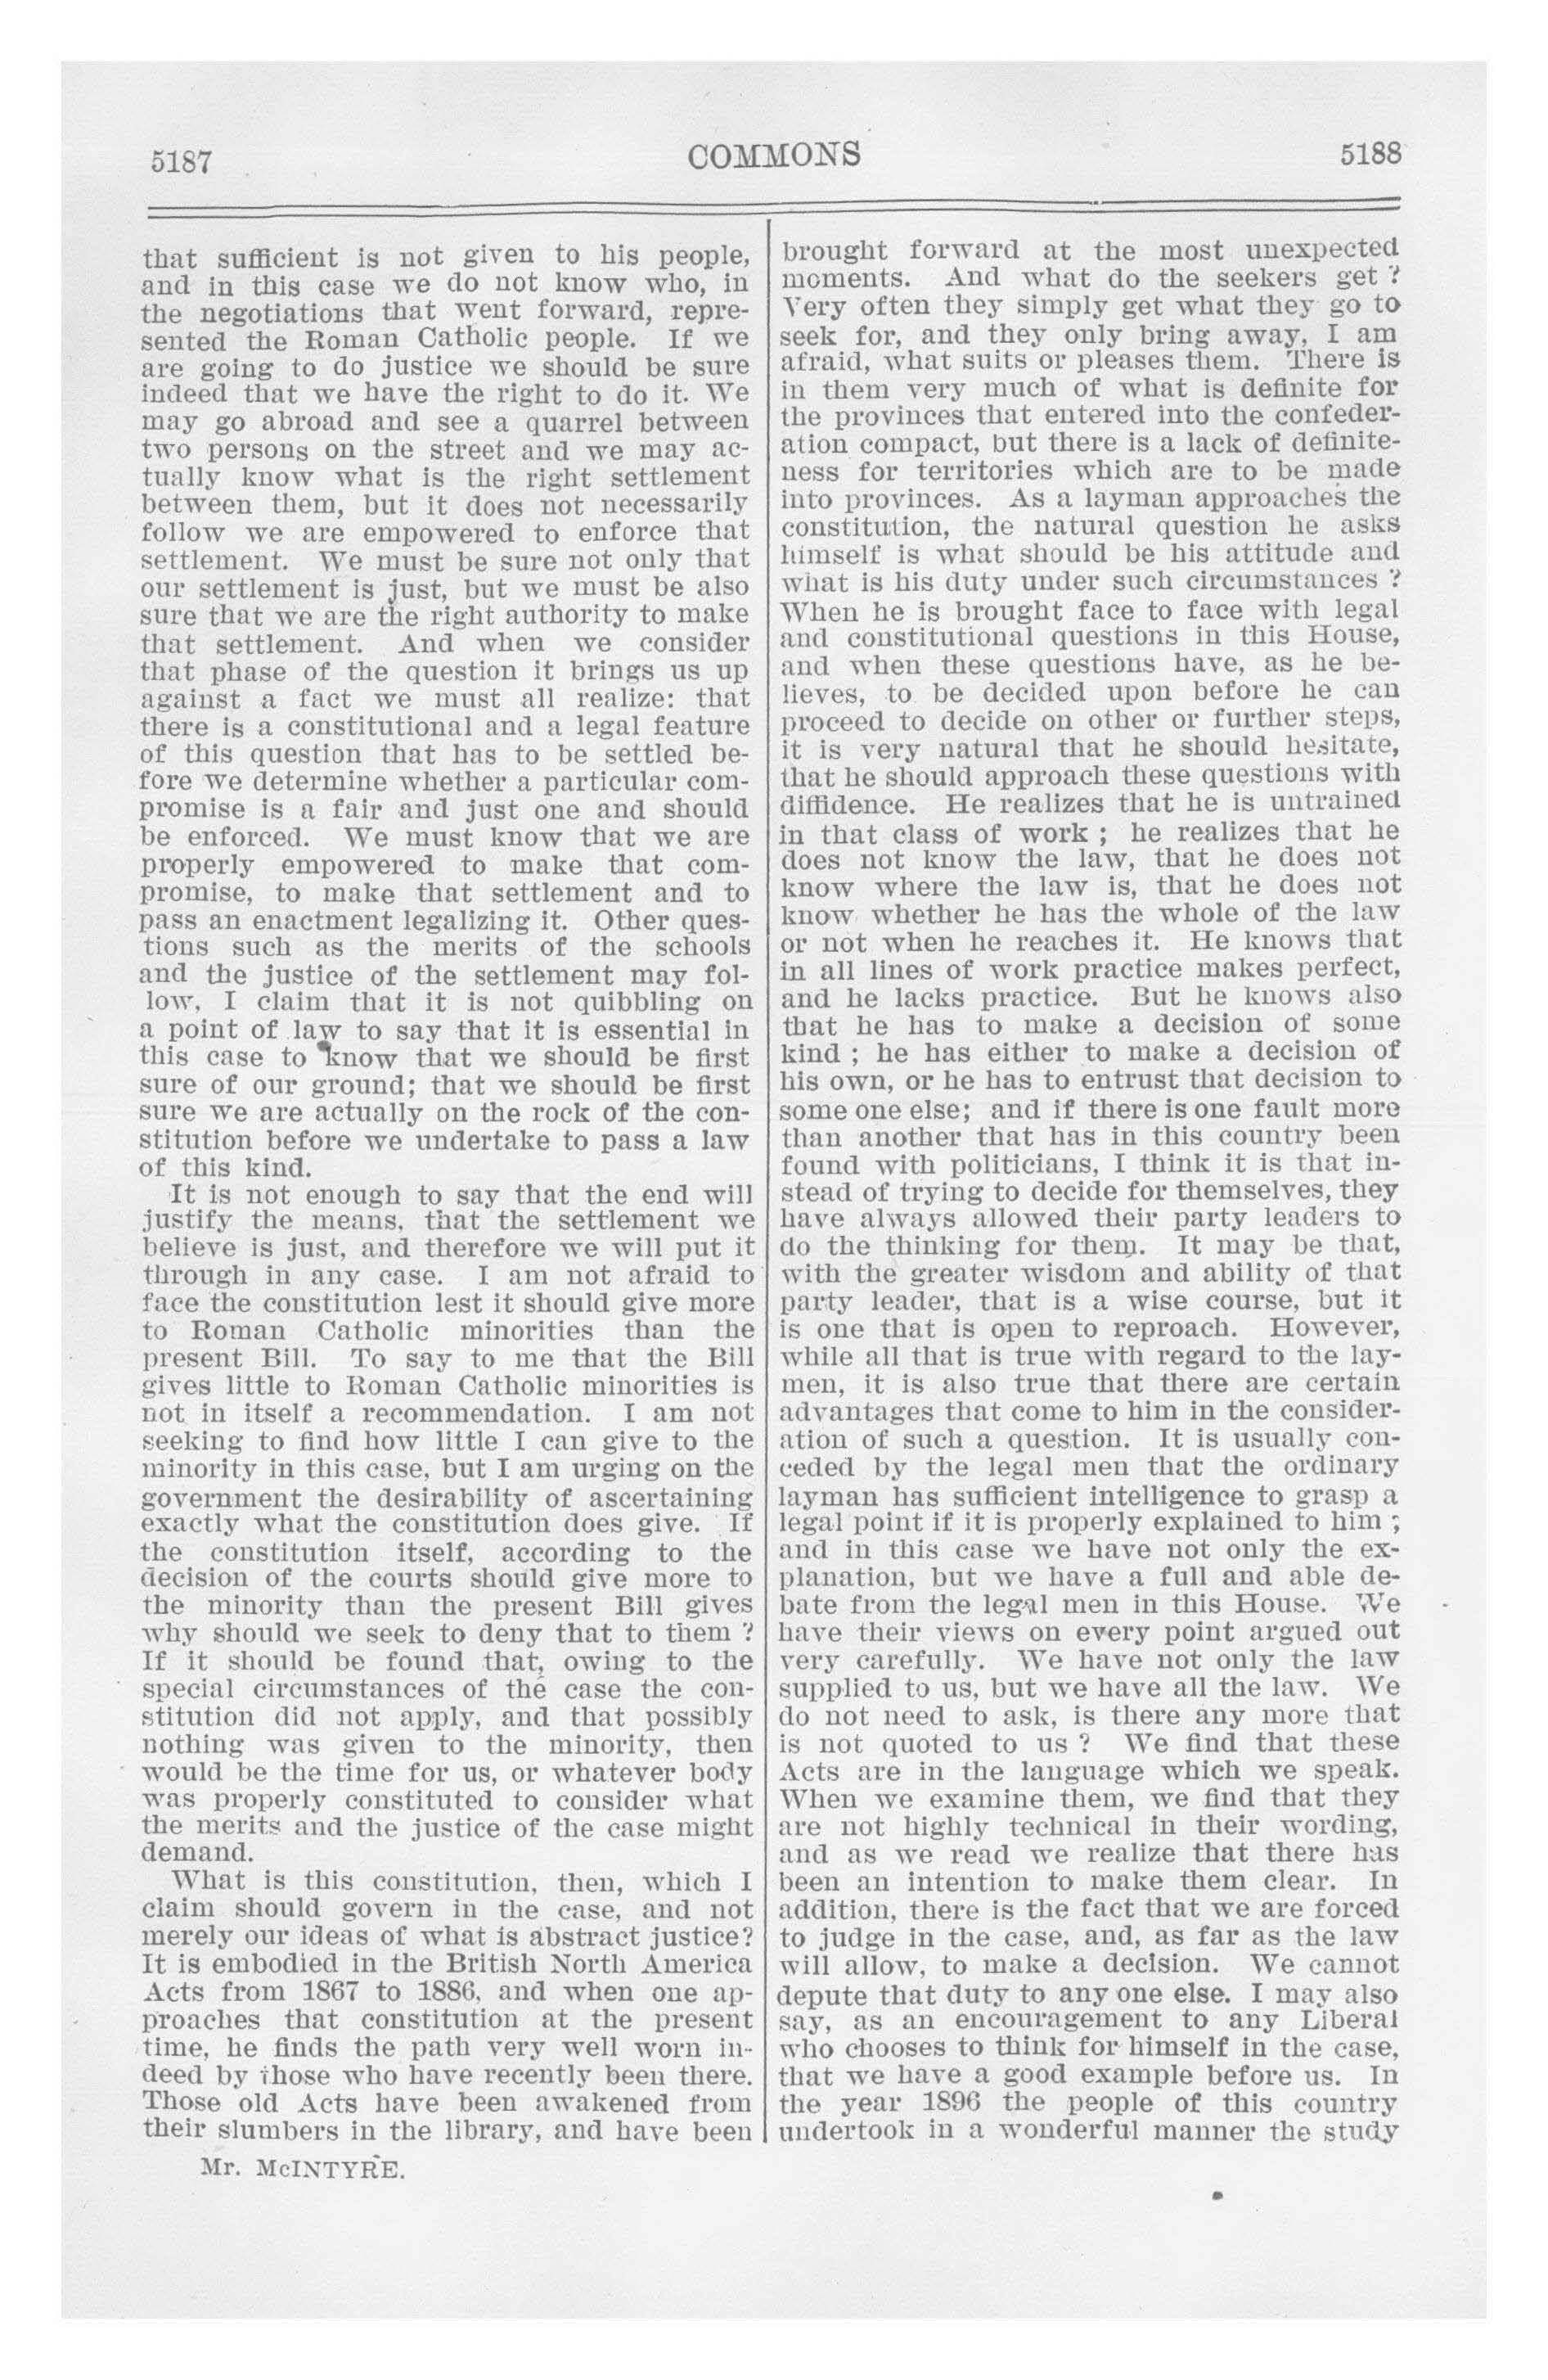 5187
COMMONS
5188
that sufficient is not given to his people,
and in this case we do not know who, in
the negotiations that went forward, repre-
sented the Roman Catholic people. If we
are going to do justice we should be sure
indeed that we have the right to do it. We
may go abroad and see a quarrel between
two persons on the street and we may ac-
tually know what is the right settlement
between them, but it does not necessarily
follow we are empowered to enforce that
settlement. We must be sure not only that
our settlement is just, but we must be also
sure that we are the right authority to make
that settlement. And when we consider
that phase of the question it brings us up
against a fact we must all realize: that
there is a constitutional and a legal feature
of this question that has to be settled be-
fore we determine whether a particular com-
promise is a fair and just one and should
be enforced. We must know that we are
properly empowered to make that com-
promise, to make that settlement and to
pass an enactment legalizing it. Other ques-
tions such as the merits of the schools
and the justice of the settlement may fol-
low, I claim that it is not quibbling on
a point of law to say that it is essential in
this case to know that we should be first
sure of our ground; that we should be first
sure we are actually on the rock of the con-
stitution before we undertake to pass a law
of this kind.
It is not enough to say that the end will
justify the means, that the settlement we
believe is just, and therefore we will put it
through in any case. I am not afraid to
face the constitution lest it should give more
to Roman Catholic minorities than the
present Bill. To say to me that the Bill
gives little to Roman Catholic minorities is
not in itself a recommendation. I am not
seeking to find how little I can give to the
minority in this case, but I am urging on the
government the desirability of ascertaining
exactly what the constitution does give. If
the constitution itself, according to the
decision of the courts should give more to
the minority than the present Bill gives
why should we seek to deny that to them ?
If it should be found that, owing to the
special circumstances of the case the con-
stitution did not apply, and that possibly
nothing was given to the minority, then
would be the time for us, or whatever body
was properly constituted to consider what
the merits and the justice of the case might
demand.
What is this constitution, then, which I
claim should govern in the case, and not
merely our ideas of what is abstract justice?
It is embodied in the British North America
Acts from 1867 to 1886, and when one ap-
proaches that constitution at the present
time, he finds the path very well worn in-
deed by those who have recently been there.
Those old Acts have been awakened from
their slumbers in the library, and have been
Mr. McINTYRE.
brought forward at the most unexpected
moments. And what do the seekers get ?
Very often they simply get what they go to
seek for, and they only bring away, I am
afraid, what suits or pleases them. There is
in them very much of what is definite for
the provinces that entered into the confeder-
ation compact, but there is a lack of definite-
ness for territories which are to be made
into provinces. As a layman approaches the
constitution, the natural question he asks
himself is what should be his attitude and
what is his duty under such circumstances ?
When he is brought face to face with legal
and constitutional questions in this House,
and when these questions have, as he be-
lieves, to be decided upon before he can
proceed to decide on other or further steps,
it is very natural that he should hesitate,
that he should approach these questions with
diffidence. He realizes that he is untrained
in that class of work ; he realizes that he
does not know the law, that he does not
know where the law is, that he does not
know whether he has the whole of the law
or not when he reaches it. He knows that
in all lines of work practice makes perfect,
and he lacks practice. But he knows also
that he has to make a decision of some
kind ; he has either to make a decision of
his own, or he has to entrust that decision to
some one else; and if there is one fault more
than another that has in this country been
found with politicians, I think it is that in-
stead of trying to decide for themselves, they
have always allowed their party leaders to
do the thinking for them. It may be that,
with the greater wisdom and ability of that
party leader, that is a wise course, but it
is one that is open to reproach. However,
while all that is true with regard to the lay-
men, it is also true that there are certain
advantages that come to him in the consider-
ation of such a question. It is usually con-
ceded by the legal men that the ordinary
layman has sufficient intelligence to grasp a
legal point if it is properly explained to him ;
and in this case we have not only the ex-
planation, but we have a full and able de-
bate from the legal men in this House. We
have their views on every point argued out
very carefully. We have not only the law
supplied to us, but we have all the law. We
do not need to ask, is there any more that
is not quoted to us ? We find that these
Acts are in the language which we speak.
When we examine them, we find that they
are not highly technical in their wording,
and as we read we realize that there has
been an intention to make them clear. In
addition, there is the fact that we are forced
to judge in the case, and, as far as the law
will allow, to make a decision. We cannot
depute that duty to any one else. I may also
say, as an encouragement to any Liberal
who chooses to think for himself in the case,
that we have a good example before us. In
the year 1896 the people of this country
undertook in a wonderful manner the study